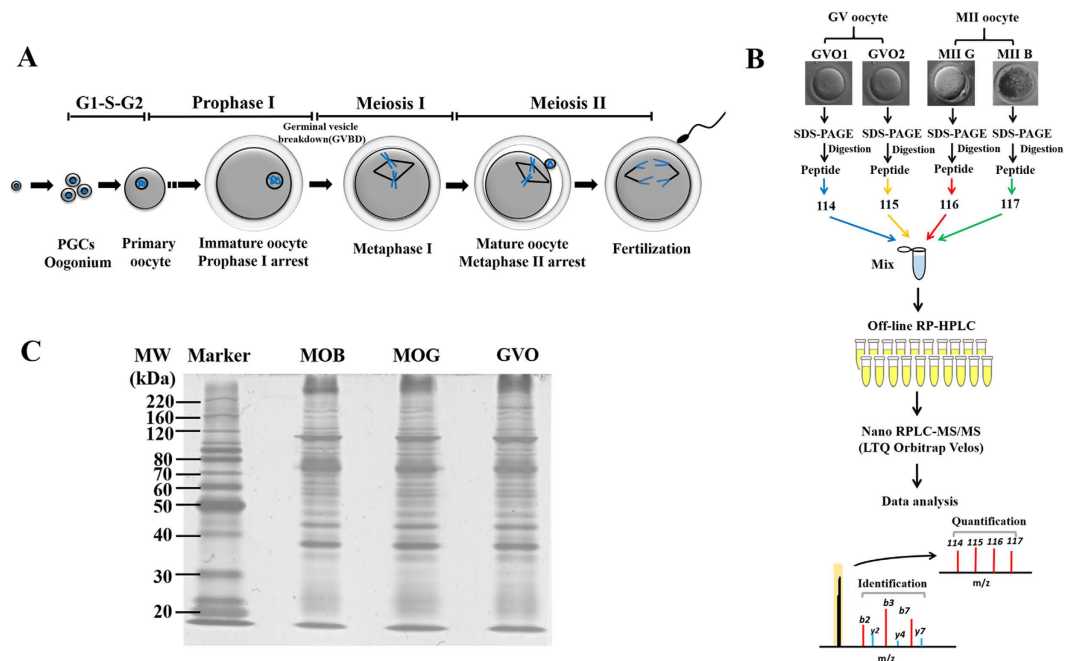 A
G1-S-G2
Prophase I
Meiosis I
Meiosis II
Germinal vesicle
breakdown(GVBD)
PGCs
Oogonium
Primary
oocyte
Immature oocyte
Prophase I arrest
Metaphase I
Mature oocyte
Metaphase II arrest
Fertilization
B
GV oocyte
MII oocyte
GVO1
GVO2
MII G
MII B
SDS-PAGE
SDS-PAGE
SDS-PAGE
SDS-PAGE
Digestion
Digestion
Digestion
Digestion
Peptide
Peptide
Peptide
Peptide
114
115
116
117
Mix
Off-line RP-HPLC
Nano RPLC-MS/MS
(LTQ Orbitrap Velos)
Data analysis
Quantification
114 115 116 117
m/z
Identification
b2
y2
b3
y4
b7
y7
m/z
C
MW
(kDa)
Marker
MOB
MOG
GVO
220
160
120
80
70
60
50
40
30
20